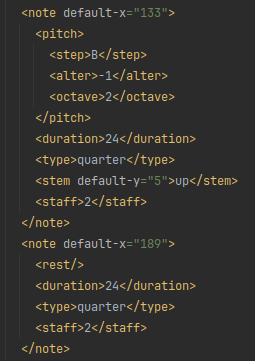 <note default-x="133">
<pitch>
<step>B</step>
<alter>-1</alter>
<octave>2</octave>
</pitch>
<duration>24</duration>
<type>quarter</type>
<stem default-y="5">up</stem>
<staff>2</staff>
</note>
<note default-x="189">
<rest/>
<duration>24</duration>
<type>quarter</type>
<staff>2</staff>
</note>